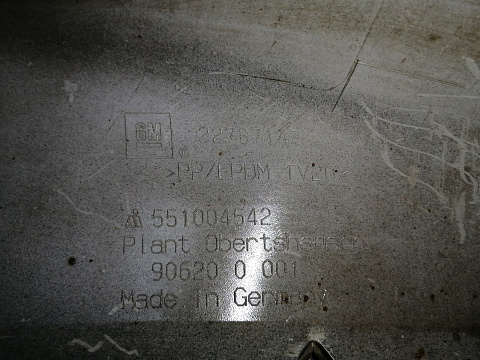 GM
>PP/EPDM TV20<
551004542
Plant Obertshausen
90620 0 001
Made in Germany